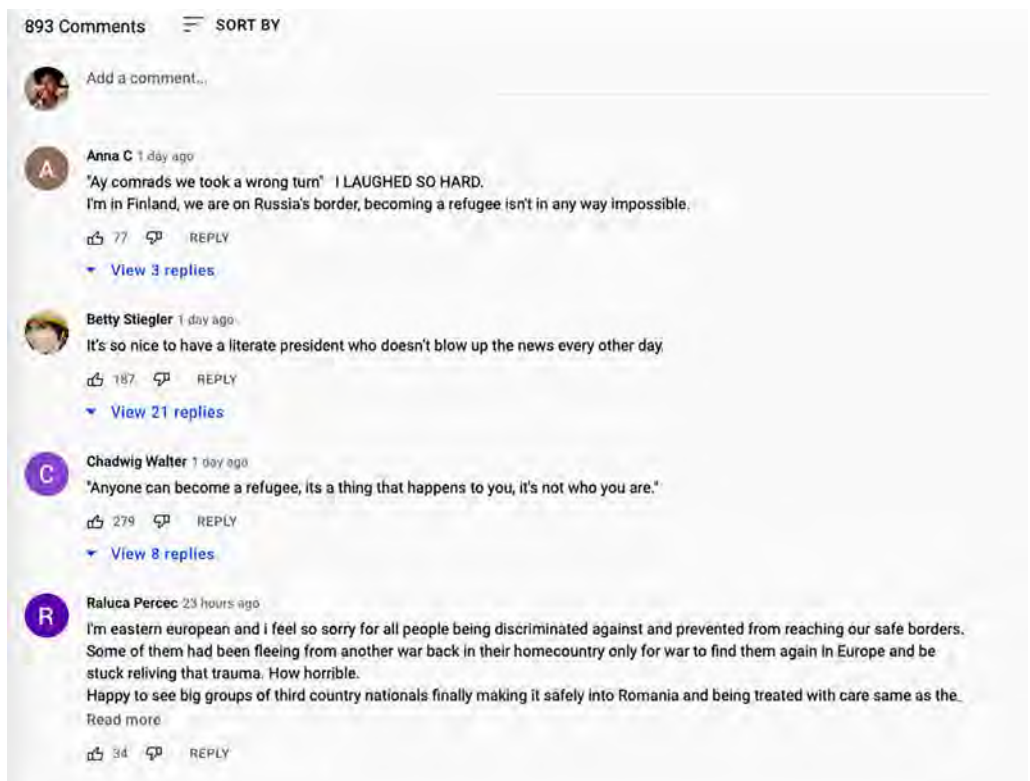 893 Comments SORT BY
Add a comment...
A
Anna C 1 day ago
"Ay comrads we took a wrong turn" I LAUGHED SO HARD.
I'm in Finland, we are on Russia's border, becoming a refugee isn't in any way impossible.
77 REPLY
View 3 replies
Betty Stiegler 1 day ago
It's so nice to have a literate president who doesn't blow up the news every other day.
187 REPLY
View 21 replies
C
Chadwig Walter 1 day ago
"Anyone can become a refugee, its a thing that happens to you, it's not who you are."
279 REPLY
View 8 replies
R
Raluca Percec 23 hours ago
I'm eastern european and i feel so sorry for all people being discriminated against and prevented from reaching our safe borders.
Some of them had been fleeing from another war back in their homecountry only for war to find them again in Europe and be
stuck reliving that trauma. How horrible.
Happy to see big groups of third country nationals finally making it safely into Romania and being treated with care same as the...
Read more
34 REPLY